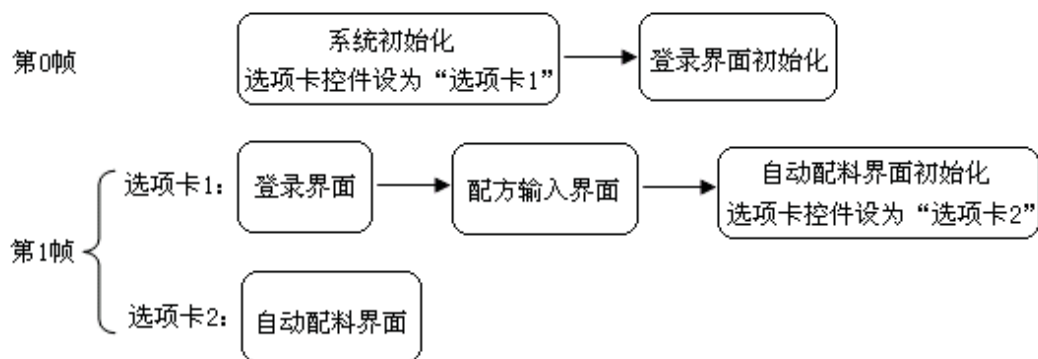 第0帧
系统初始化
选项卡控件设为“选项卡1”
登录界面初始化
第1帧
选项卡1：
登录界面
配方输入界面
自动配料界面初始化
选项卡控件设为“选项卡2”
选项卡2：
自动配料界面